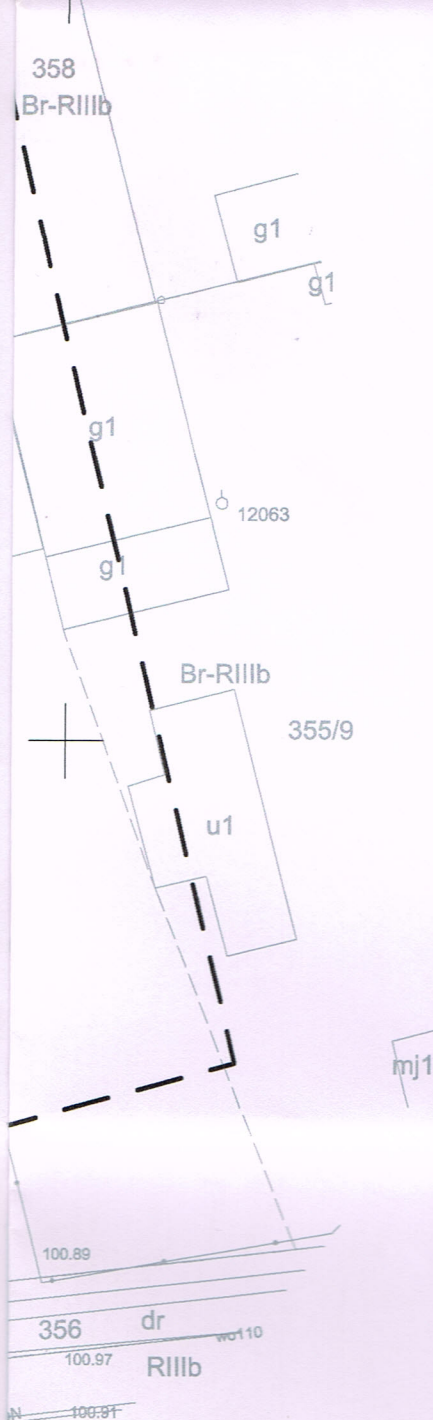 358
Br-RIIIb
g1
g1
g1
12063
g1
Br-RIIIb
355/9
u1
mj1
100.89
356
dr
wo110
100.97
RIIIb
100.91